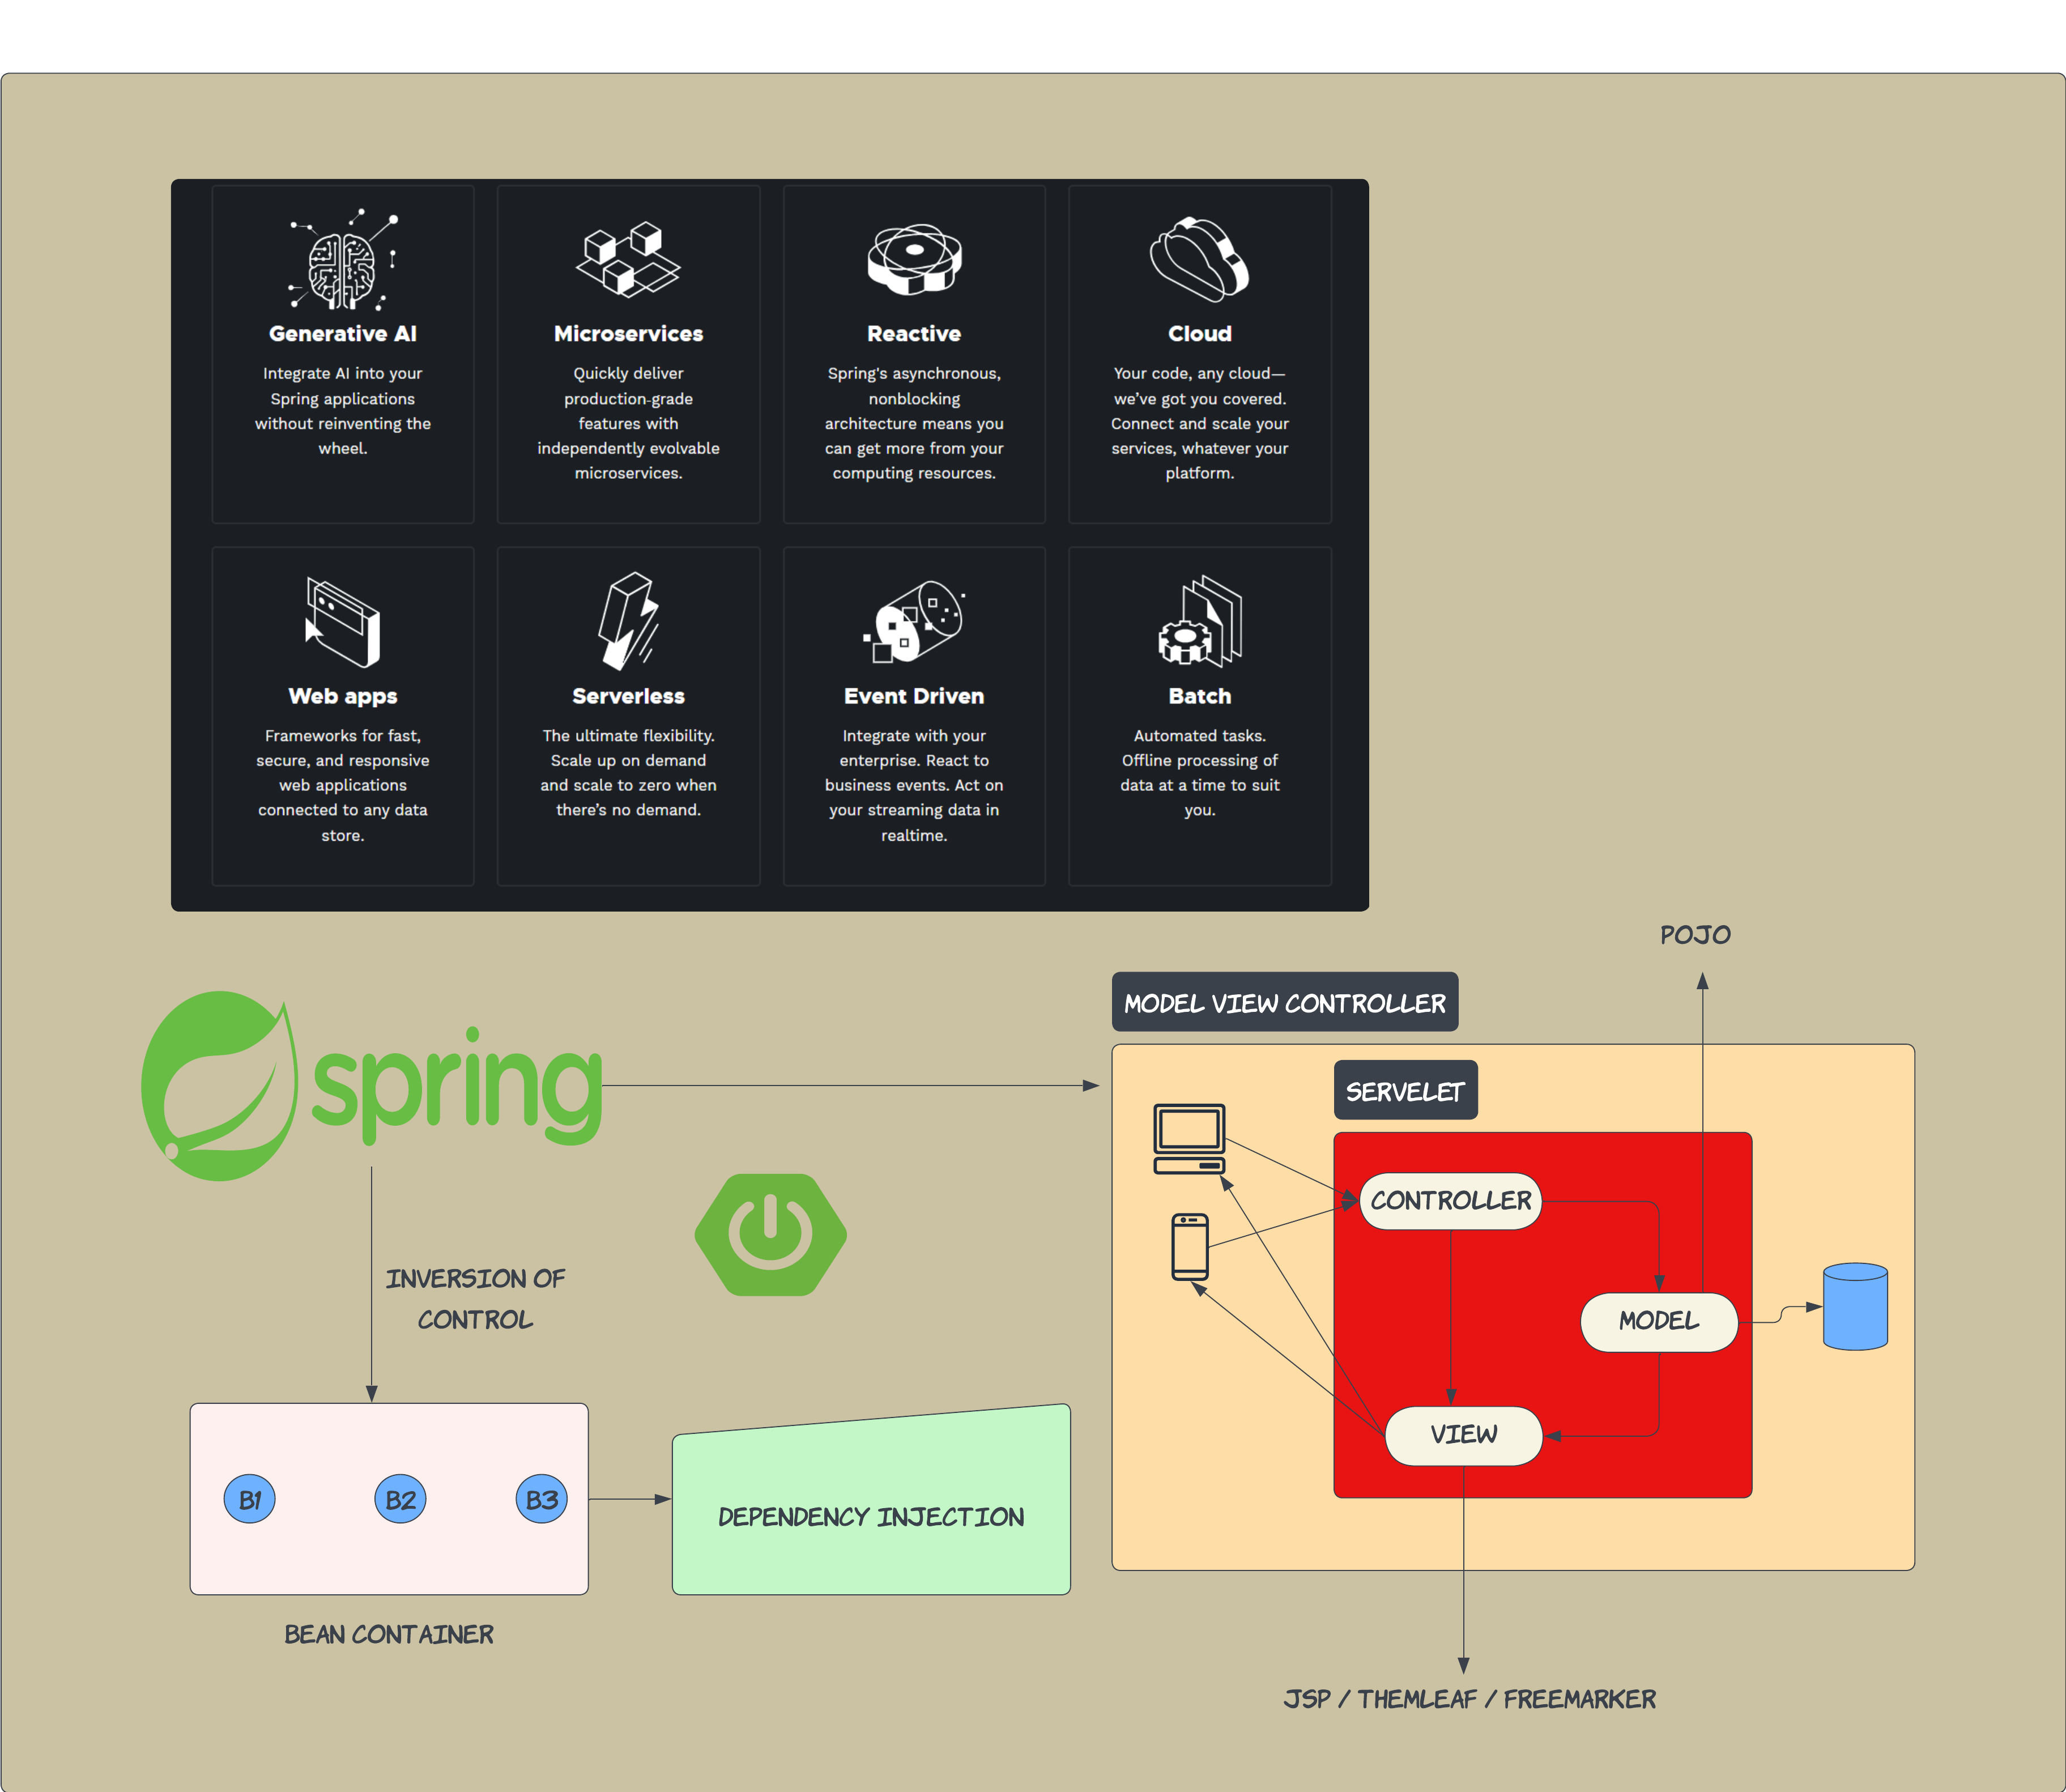 Generative AI
Integrate AI into your
Spring applications
without reinventing the
wheel.
Microservices
Quickly deliver
production-grade
features with
independently evolvable
microservices.
Reactive
Spring's asynchronous,
nonblocking
architecture means you
can get more from your
computing resources.
Cloud
Your code, any cloud—
we've got you covered.
Connect and scale your
services, whatever your
platform.
Web apps
Frameworks for fast,
secure, and responsive
web applications
connected to any data
store.
Serverless
The ultimate flexibility.
Scale up on demand
and scale to zero when
there's no demand.
Event Driven
Integrate with your
enterprise. React to
business events. Act on
your streaming data in
realtime.
Batch
Automated tasks.
Offline processing of
data at a time to suit
you.
POJO
MODEL VIEW CONTROLLER
spring
SERVELET
CONTROLLER
INVERSION OF
CONTROL
MODEL
VIEW
B1
B2
B3
DEPENDENCY INJECTION
BEAN CONTAINER
JSP / THEMLEAF / FREEMARKER